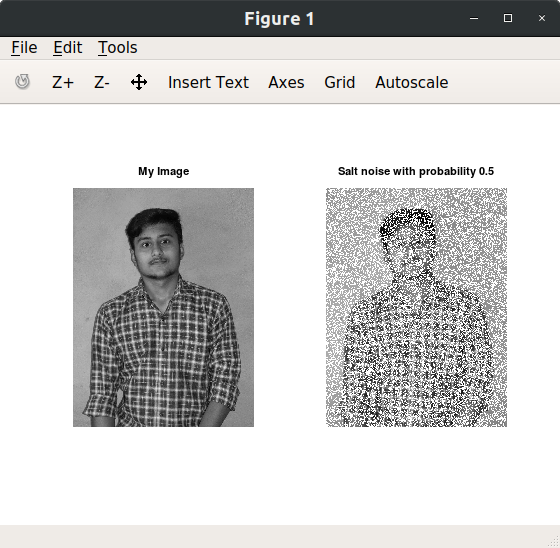 Figure 1
File Edit Tools
Z+ Z- Insert Text Axes Grid Autoscale
My Image
Salt noise with probability 0.5